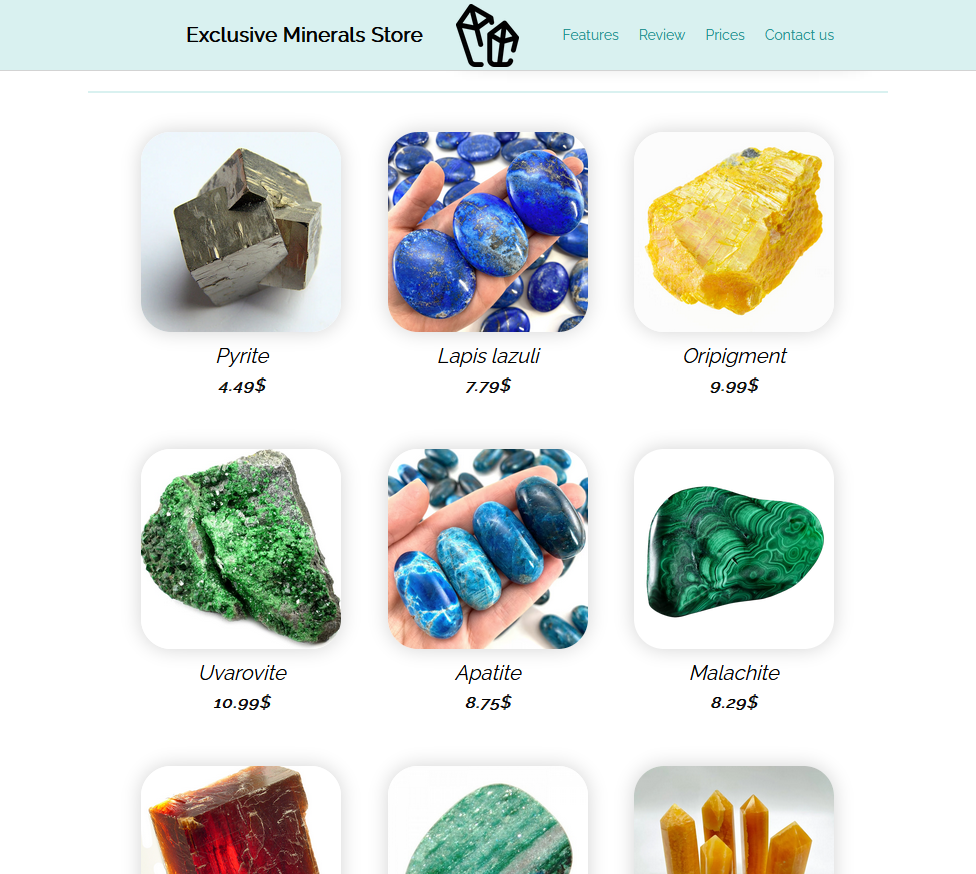 Exclusive Minerals Store
Features Review Prices Contact us
Pyrite Lapis lazuli Oripigment
4.49$ 7.79$ 9.99$
Uvarovite Apatite Malachite
10.99$ 8.75$ 8.29$